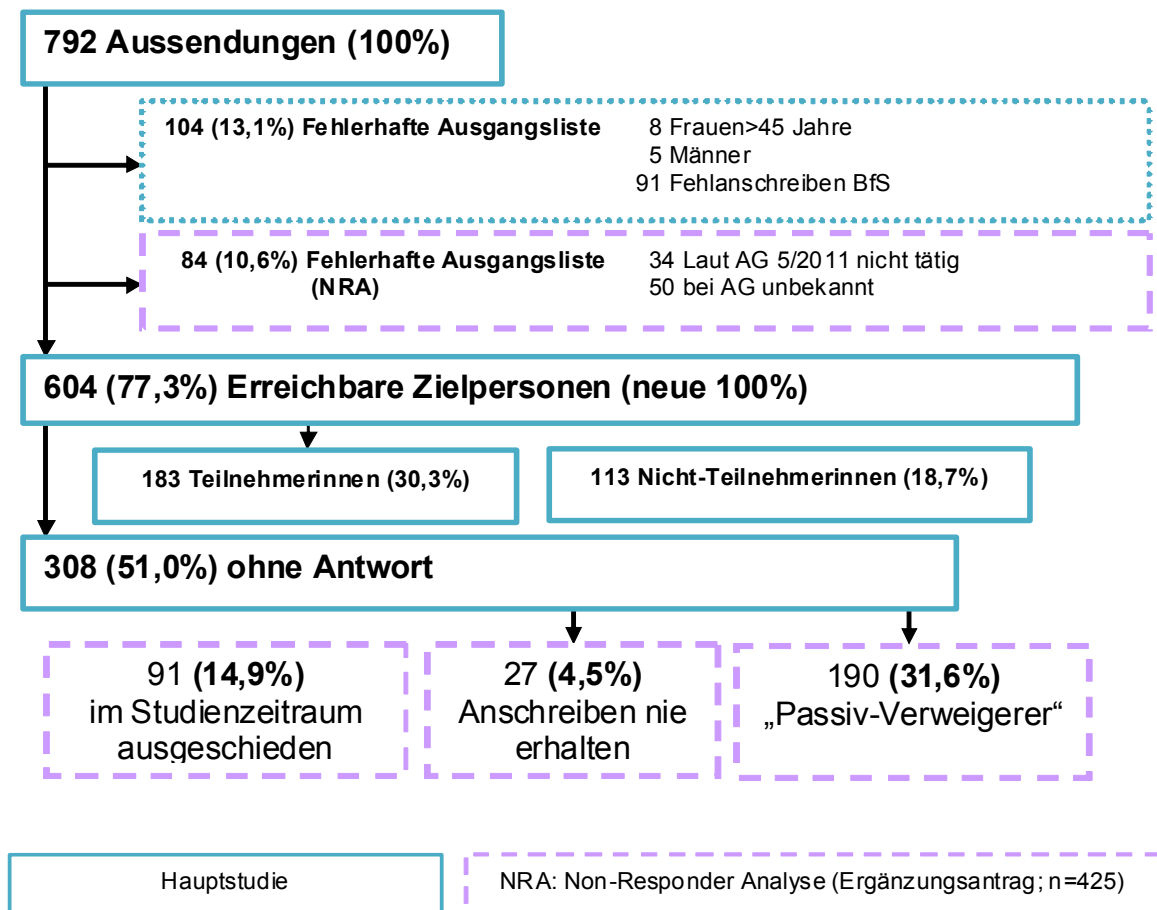 792 Aussendungen (100%)
104 (13,1%) Fehlerhafte Ausgangsliste
8 Frauen>45 Jahre
5 Männer
91 Fehlanschreiben BfS
84 (10,6%) Fehlerhafte Ausgangsliste
(NRA)
34 Laut AG 5/2011 nicht tätig
50 bei AG unbekannt
604 (77,3%) Erreichbare Zielpersonen (neue 100%)
183 Teilnehmerinnen (30,3%)
113 Nicht-Teilnehmerinnen (18,7%)
308 (51,0%) ohne Antwort
91 (14,9%)
im Studienzeitraum
ausgeschieden
27 (4,5%)
Anschreiben nie
erhalten
190 (31,6%)
„Passiv-Verweigerer“
Hauptstudie
NRA: Non-Responder Analyse (Ergänzungsantrag; n=425)